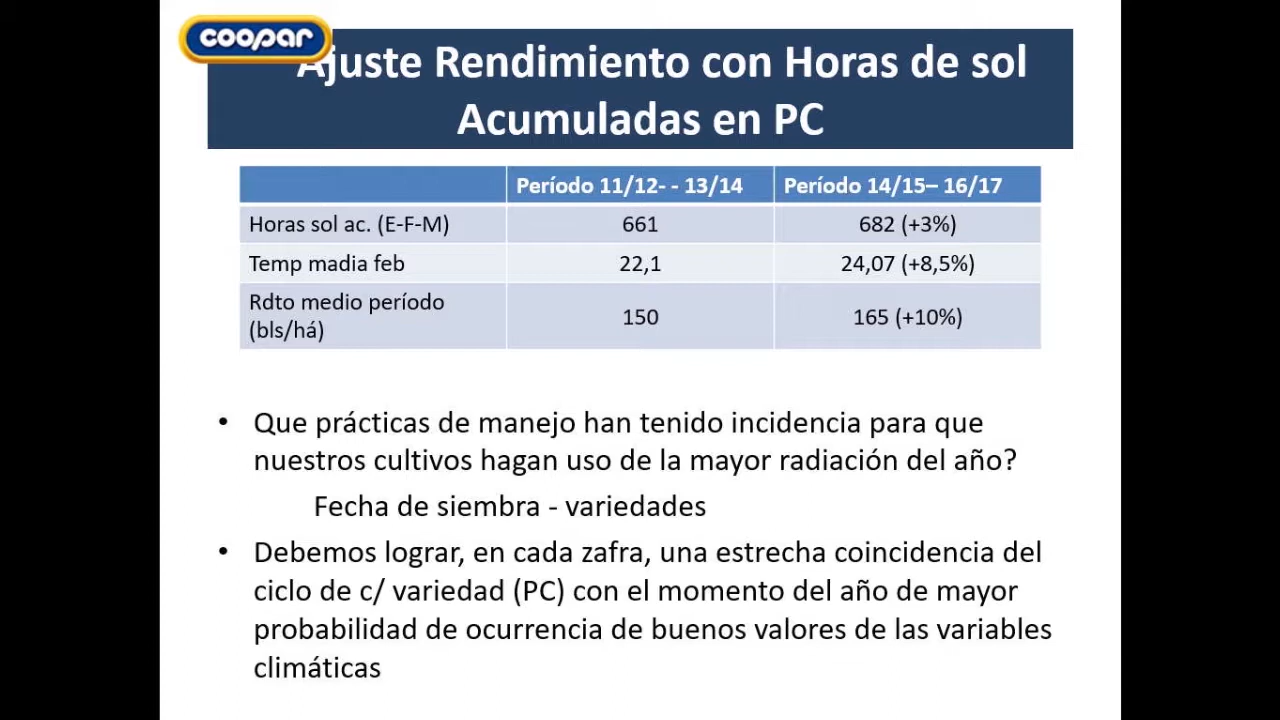 coopar
Ajuste Rendimiento con Horas de sol
Acumuladas en PC
Período 11/12- - 13/14 Período 14/15– 16/17
Horas sol ac. (E-F-M) 661 682 (+3%)
Temp madia feb 22,1 24,07 (+8,5%)
Rdto medio período
(bls/há) 150 165 (+10%)
• Que prácticas de manejo han tenido incidencia para que
nuestros cultivos hagan uso de la mayor radiación del año?
Fecha de siembra - variedades
• Debemos lograr, en cada zafra, una estrecha coincidencia del
ciclo de c/ variedad (PC) con el momento del año de mayor
probabilidad de ocurrencia de buenos valores de las variables
climáticas